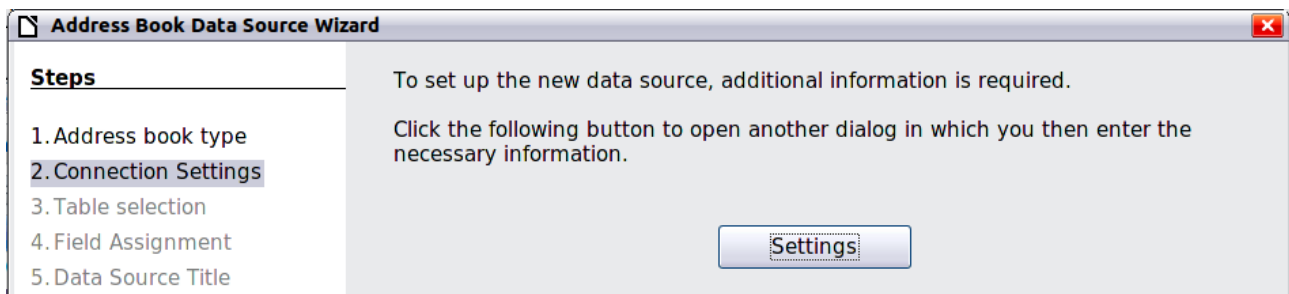 Address Book Data Source Wizard
Steps
1. Address book type
2. Connection Settings
3. Table selection
4. Field Assignment
5. Data Source Title
To set up the new data source, additional information is required.
Click the following button to open another dialog in which you then enter the
necessary information.
Settings